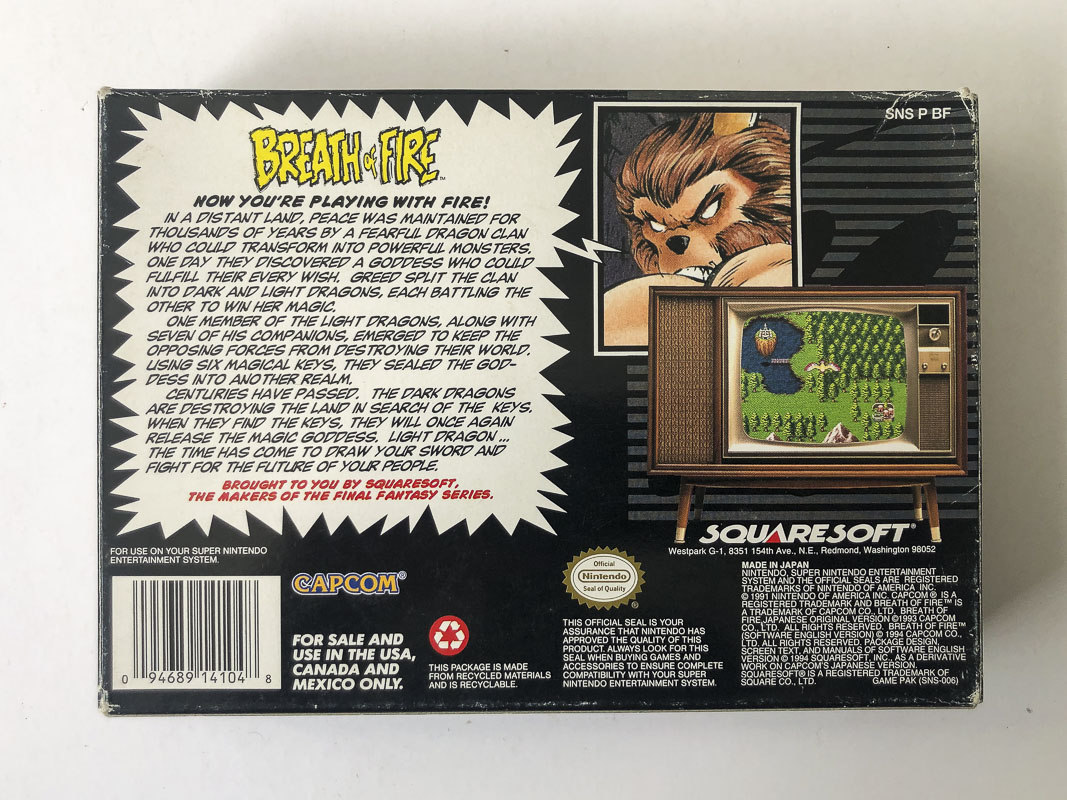 SNS P BF
BREATH OF FIRE™
NOW YOU'RE PLAYING WITH FIRE!
IN A DISTANT LAND, PEACE WAS MAINTAINED FOR
THOUSANDS OF YEARS BY A FEARFUL DRAGON CLAN
WHO COULD TRANSFORM INTO POWERFUL MONSTERS.
ONE DAY THEY DISCOVERED A GODDESS WHO COULD
FULFILL THEIR EVERY WISH. GREED SPLIT THE CLAN
INTO DARK AND LIGHT DRAGONS, EACH BATTLING THE
OTHER TO WIN HER MAGIC.
ONE MEMBER OF THE LIGHT DRAGONS, ALONG WITH
SEVEN OF HIS COMPANIONS, EMERGED TO KEEP THE
OPPOSING FORCES FROM DESTROYING THEIR WORLD.
USING SIX MAGICAL KEYS, THEY SEALED THE GOD-
DESS INTO ANOTHER REALM.
CENTURIES HAVE PASSED. THE DARK DRAGONS
ARE DESTROYING THE LAND IN SEARCH OF THE KEYS.
WHEN THEY FIND THE KEYS, THEY WILL ONCE AGAIN
RELEASE THE MAGIC GODDESS. LIGHT DRAGON ...
THE TIME HAS COME TO DRAW YOUR SWORD AND
FIGHT FOR THE FUTURE OF YOUR PEOPLE.
BROUGHT TO YOU BY SQUARESOFT,
THE MAKERS OF THE FINAL FANTASY SERIES.
SQUARESOFT®
Westpark G-1, 8351 154th Ave., N.E., Redmond, Washington 98052
FOR USE ON YOUR SUPER NINTENDO
ENTERTAINMENT SYSTEM.
0 94689 14104 8
CAPCOM®
FOR SALE AND
USE IN THE USA,
CANADA AND
MEXICO ONLY.
THIS PACKAGE IS MADE
FROM RECYCLED MATERIALS
AND IS RECYCLABLE.
Official
Nintendo
Seal of Quality
®
THIS OFFICIAL SEAL IS YOUR
ASSURANCE THAT NINTENDO HAS
APPROVED THE QUALITY OF THIS
PRODUCT. ALWAYS LOOK FOR THIS
SEAL WHEN BUYING GAMES AND
ACCESSORIES TO ENSURE COMPLETE
COMPATIBILITY WITH YOUR SUPER
NINTENDO ENTERTAINMENT SYSTEM.
MADE IN JAPAN
NINTENDO, SUPER NINTENDO ENTERTAINMENT
SYSTEM AND THE OFFICIAL SEALS ARE REGISTERED
TRADEMARKS OF NINTENDO OF AMERICA INC.
© 1991 NINTENDO OF AMERICA INC. CAPCOM ® IS A
REGISTERED TRADEMARK AND BREATH OF FIRE™ IS
A TRADEMARK OF CAPCOM CO., LTD. BREATH OF
FIRE,JAPANESE ORIGINAL VERSION ©1993 CAPCOM
CO., LTD. ALL RIGHTS RESERVED. BREATH OF FIRE™
(SOFTWARE ENGLISH VERSION) © 1994 CAPCOM CO.,
LTD. ALL RIGHTS RESERVED. PACKAGE DESIGN,
SCREEN TEXT, AND MANUALS OF SOFTWARE ENGLISH
VERSION © 1994 SQUARESOFT, INC., AS A DERIVATIVE
WORK ON CAPCOM'S JAPANESE VERSION.
SQUARESOFT® IS A REGISTERED TRADEMARK OF
SQUARE CO., LTD. GAME PAK (SNS-006)